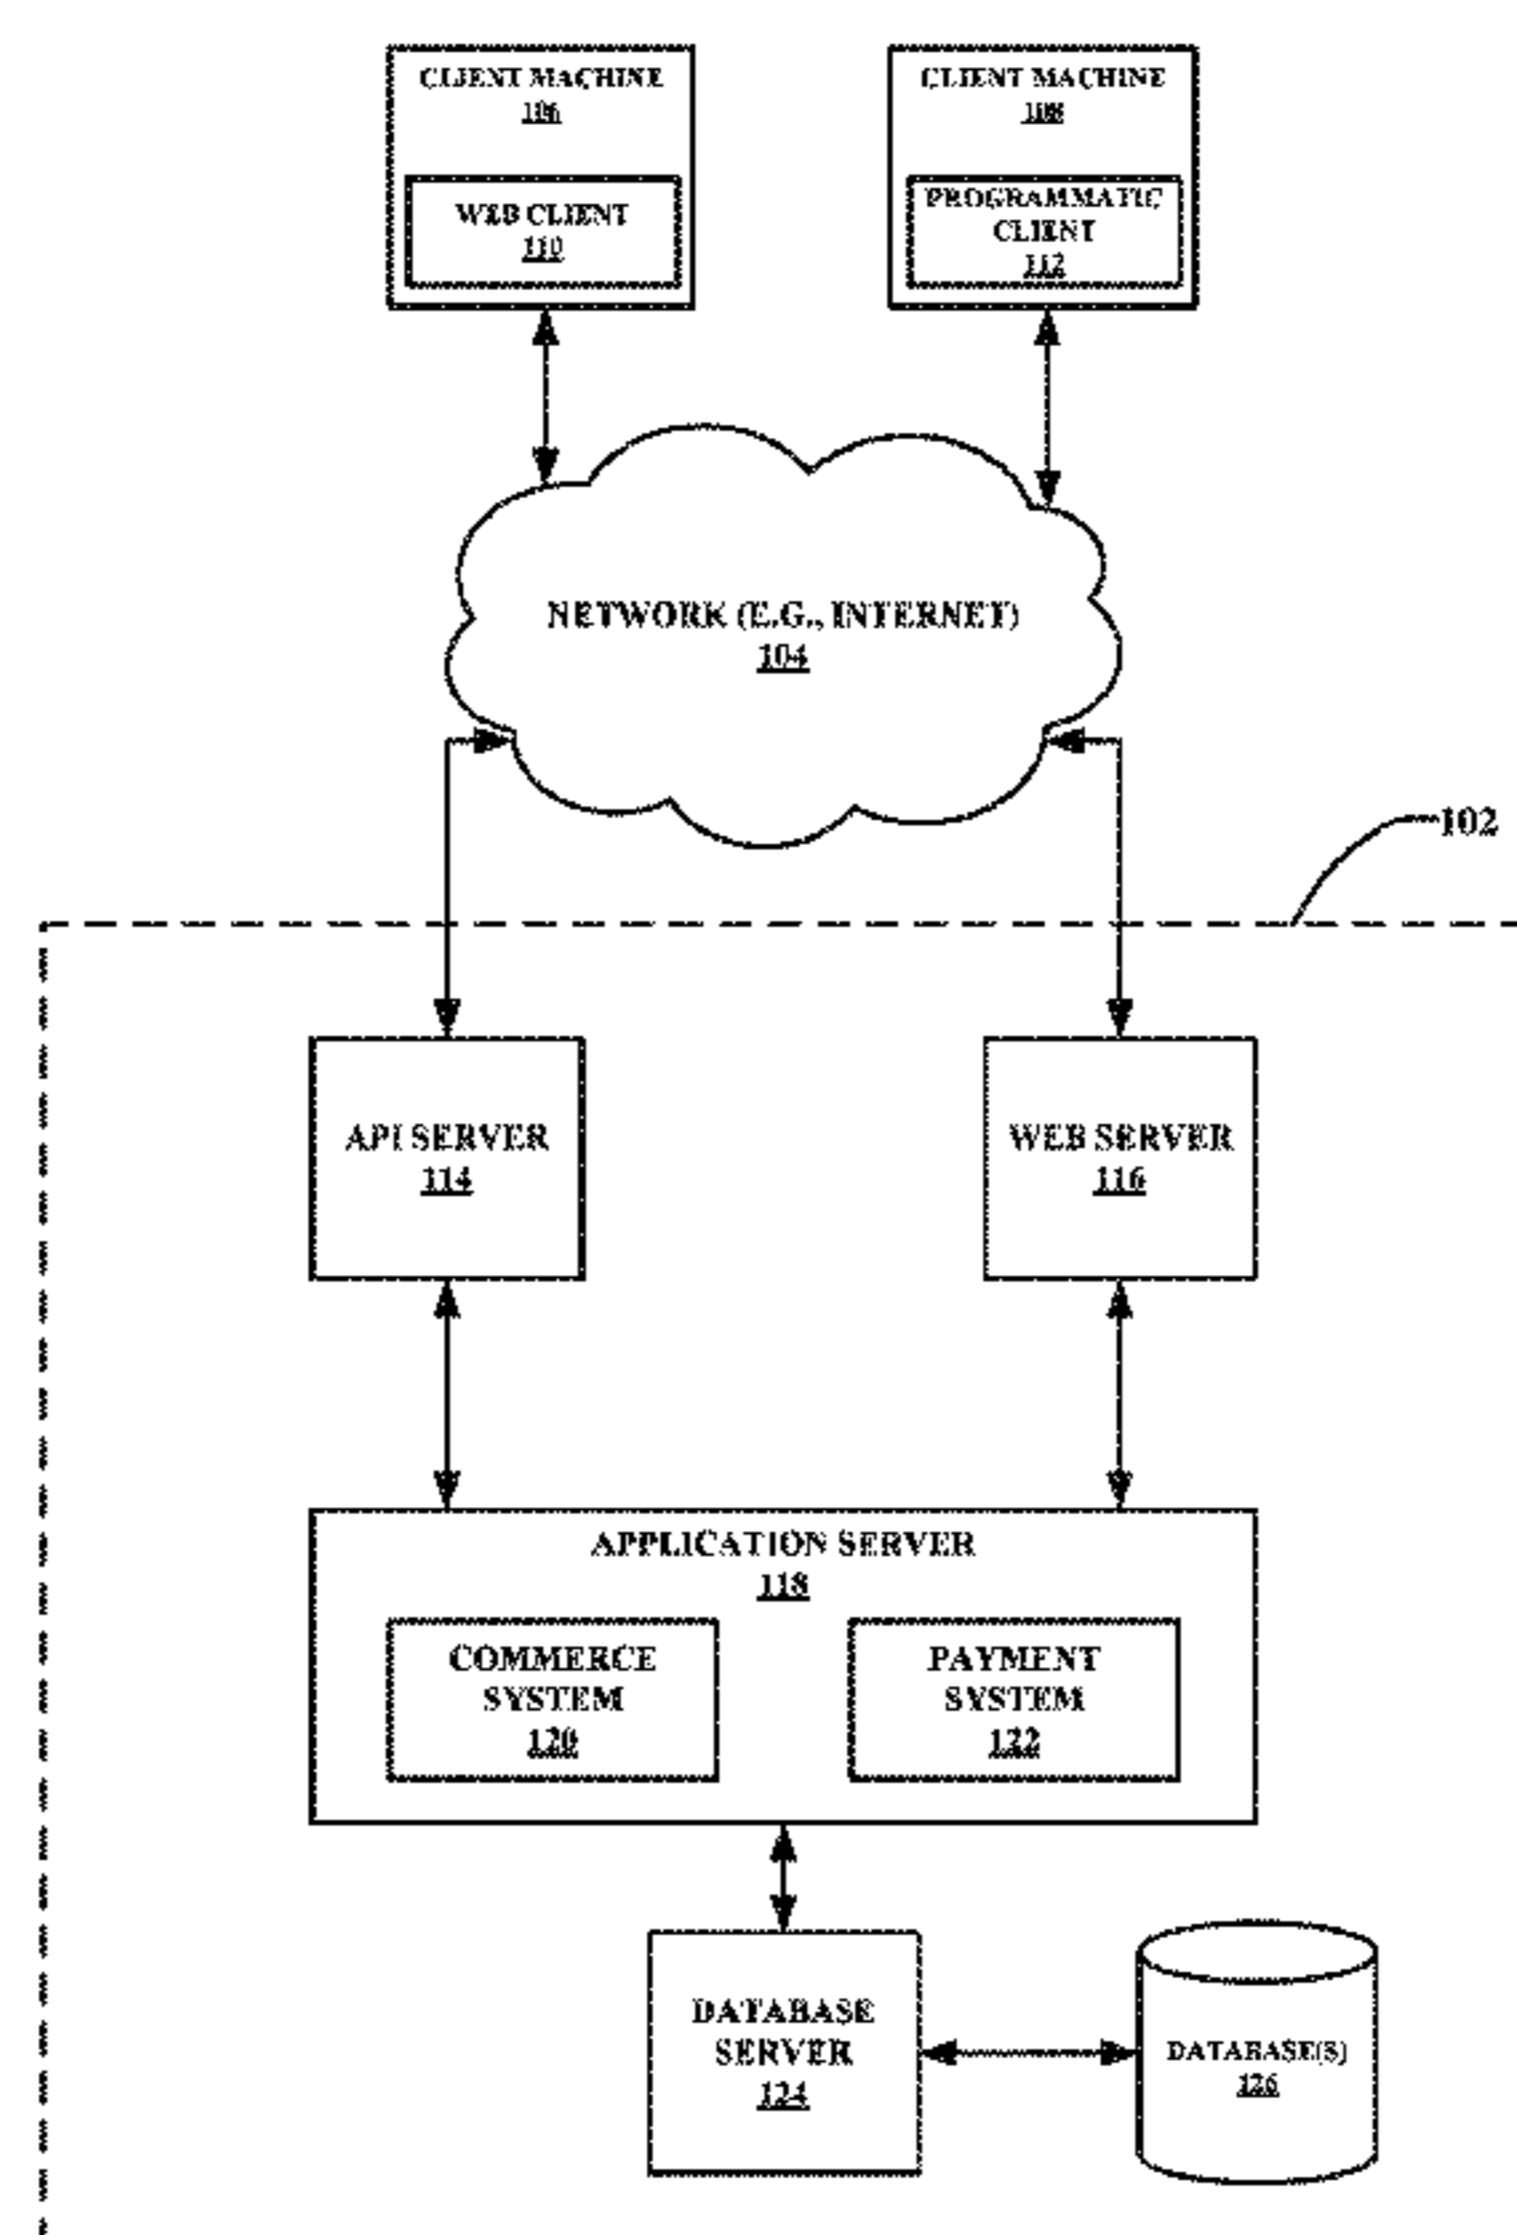 CLIENT MACHINE
106
WEB CLIENT
110
CLIENT MACHINE
108
PROGRAMMATIC
CLIENT
112
NETWORK (E.G., INTERNET)
104
102
API SERVER
114
WEB SERVER
116
APPLICATION SERVER
118
COMMERCE
SYSTEM
120
PAYMENT
SYSTEM
122
DATABASE
SERVER
124
DATABASE(S)
126